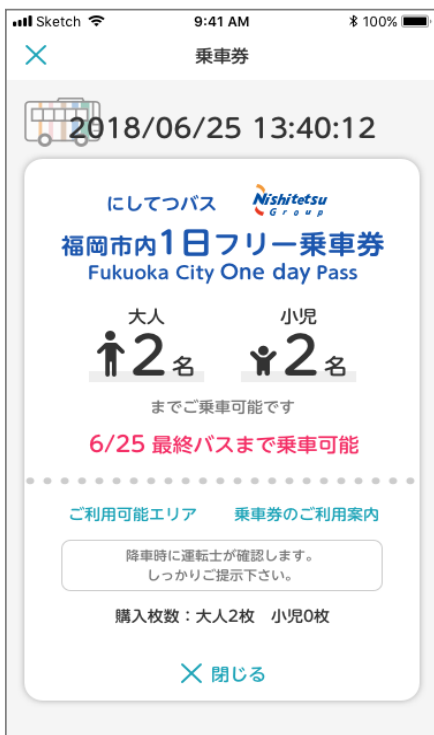 Sketch 9:41 AM 100%
乗車券
2018/06/25 13:40:12
にしてつバス Nishitetsu Group
福岡市内1日フリー乗車券
Fukuoka City One day Pass
大人 小児
2名 2名
までご乗車可能です
6/25 最終バスまで乗車可能
ご利用可能エリア 乗車券のご利用案内
降車時に運転士が確認します。
しっかりご提示下さい。
購入枚数：大人2枚 小児0枚
閉じる